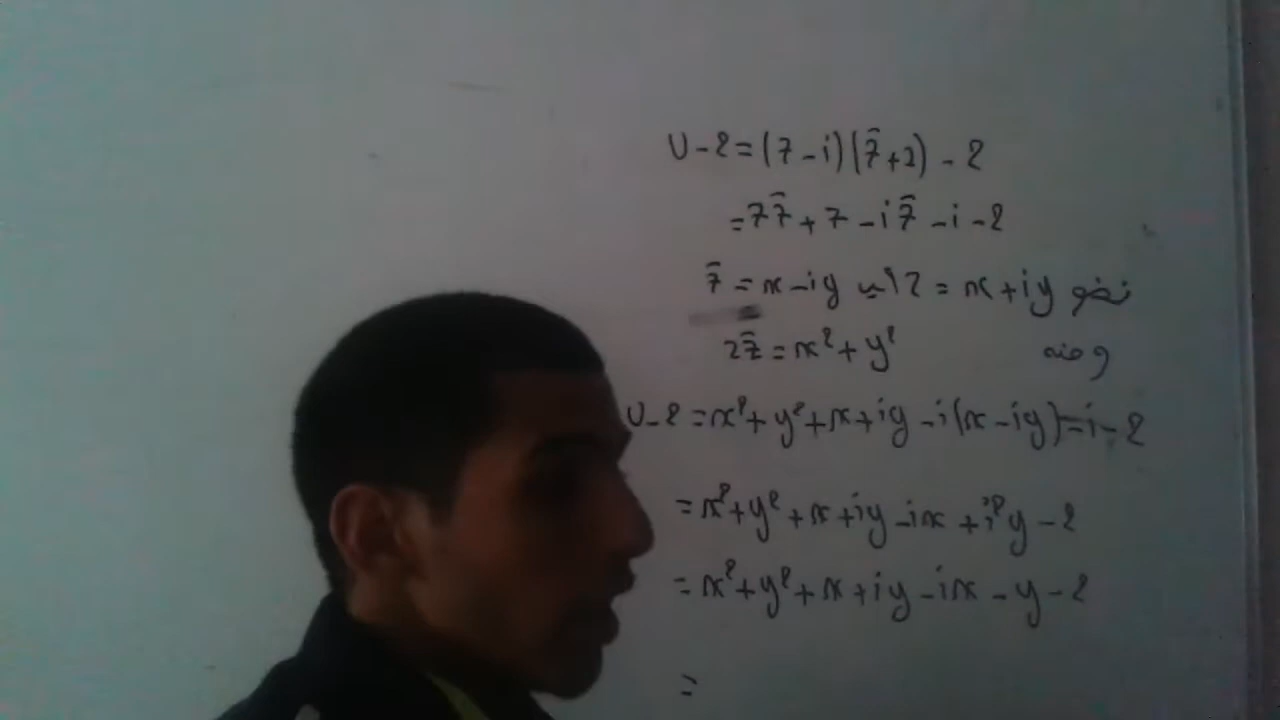 U-2=(z-i)(z̄+1)-2
=zz̄+z-iz̄-i-2
نضع z̄=x-iy بـ z=x+iy
ومنه zz̄=x²+y²
U-2=x²+y²+x+iy-i(x-iy)-i-2
=x²+y²+x+iy-ix+i²y-2
=x²+y²+x+iy-ix-y-2
=